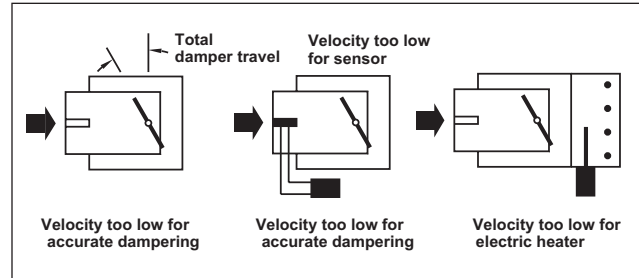 Total
damper travel
Velocity too low
for sensor
Velocity too low for
accurate dampering
Velocity too low for
accurate dampering
Velocity too low for
electric heater